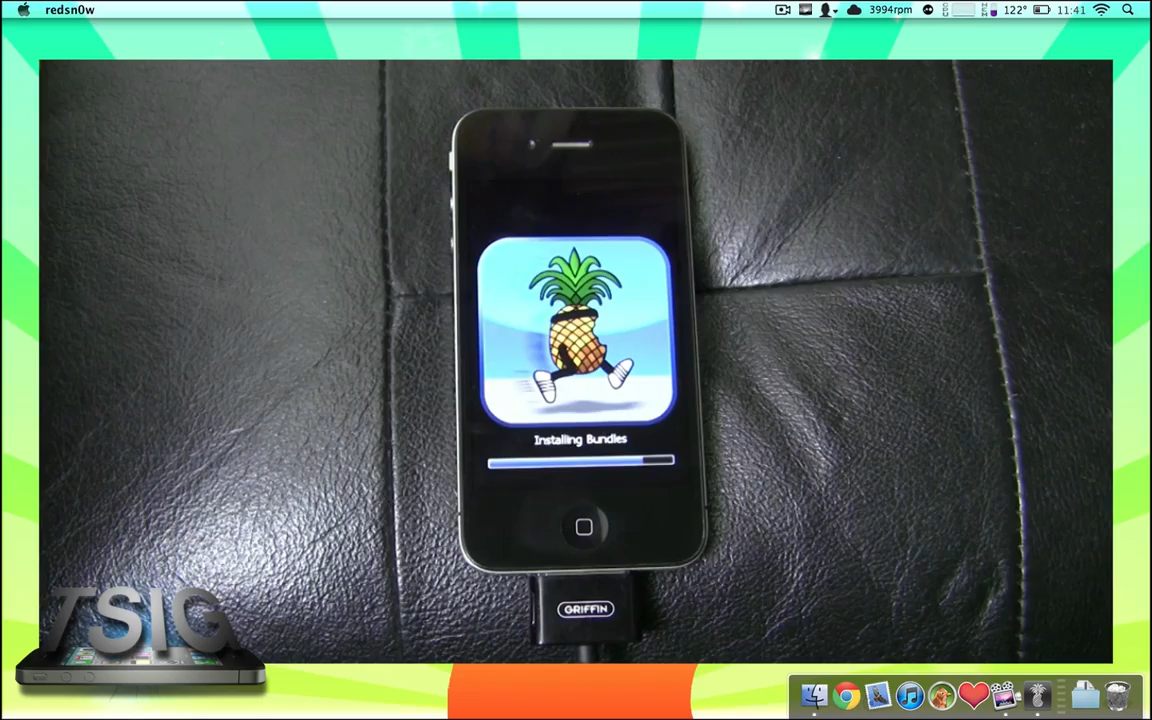 redsn0w
3994rpm
122°
11:41
Installing Bundles
GRIFFIN
TSIG